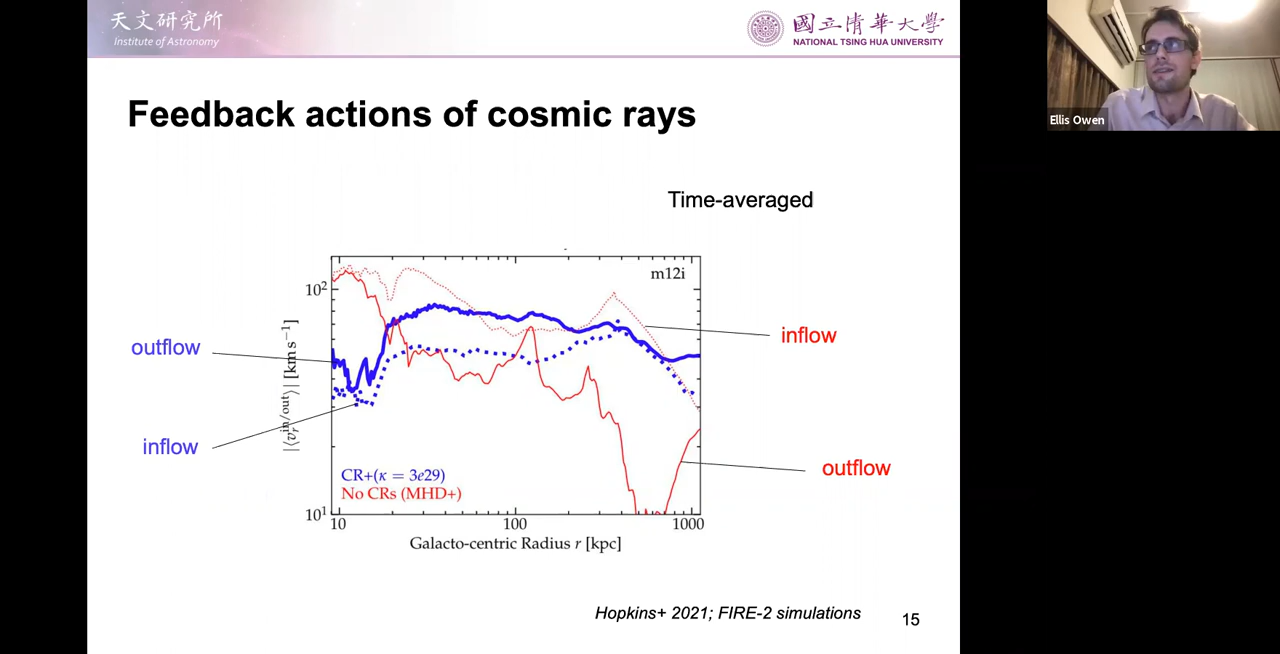 天文研究所
Institute of Astronomy
國立清華大學
NATIONAL TSING HUA UNIVERSITY
Ellis Owen
Feedback actions of cosmic rays
Time-averaged
m12i
10²
inflow
outflow
|⟨v_r^{in/out}⟩| [km s⁻¹]
inflow
outflow
CR+(κ = 3e29)
No CRs (MHD+)
10¹
10
100
1000
Galacto-centric Radius r [kpc]
Hopkins+ 2021; FIRE-2 simulations
15